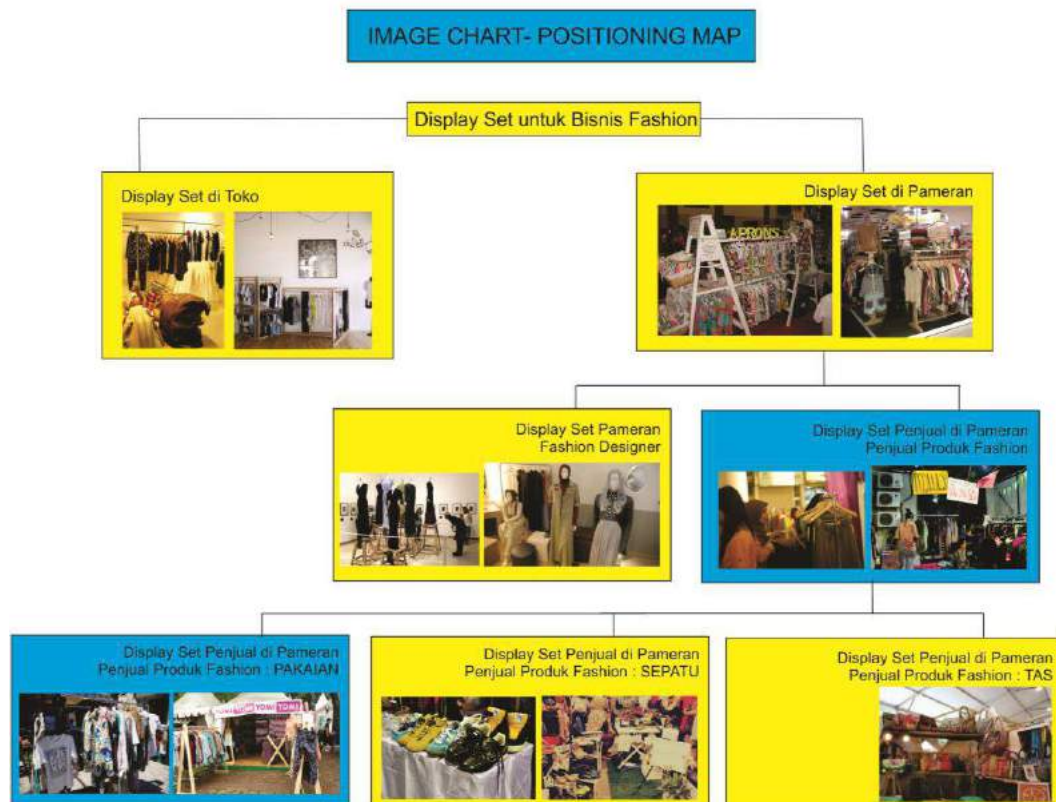 IMAGE CHART- POSITIONING MAP
Display Set untuk Bisnis Fashion
Display Set di Toko
Display Set di Pameran
APRONS
Display Set Pameran
Fashion Designer
Display Set Penjual di Pameran
Penjual Produk Fashion
Display Set Penjual di Pameran
Penjual Produk Fashion : PAKAIAN
YOWI
Display Set Penjual di Pameran
Penjual Produk Fashion : SEPATU
Display Set Penjual di Pameran
Penjual Produk Fashion : TAS